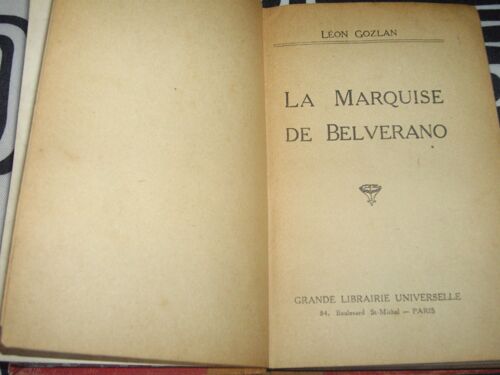 LÉON GOZLAN
LA MARQUISE
DE BELVERANO
GRANDE LIBRAIRIE UNIVERSELLE
84, Boulevard St-Michel — PARIS